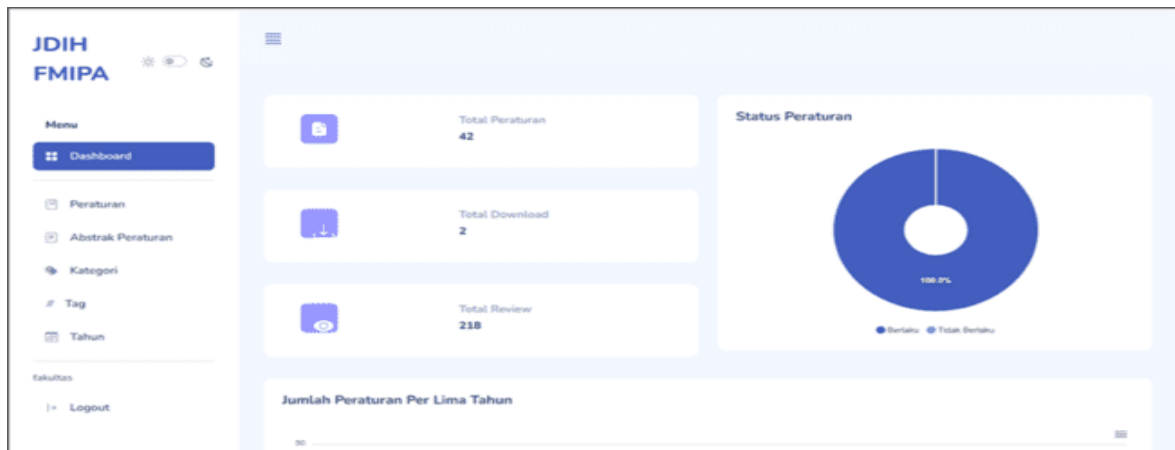 JDIH
FMIPA
Menu
Dashboard
Peraturan
Abstrak Peraturan
Kategori
# Tag
Tahun
fakultas
Logout
Total Peraturan
42
Total Download
2
Total Review
218
Status Peraturan
100.0%
Berlaku Tidak Berlaku
Jumlah Peraturan Per Lima Tahun